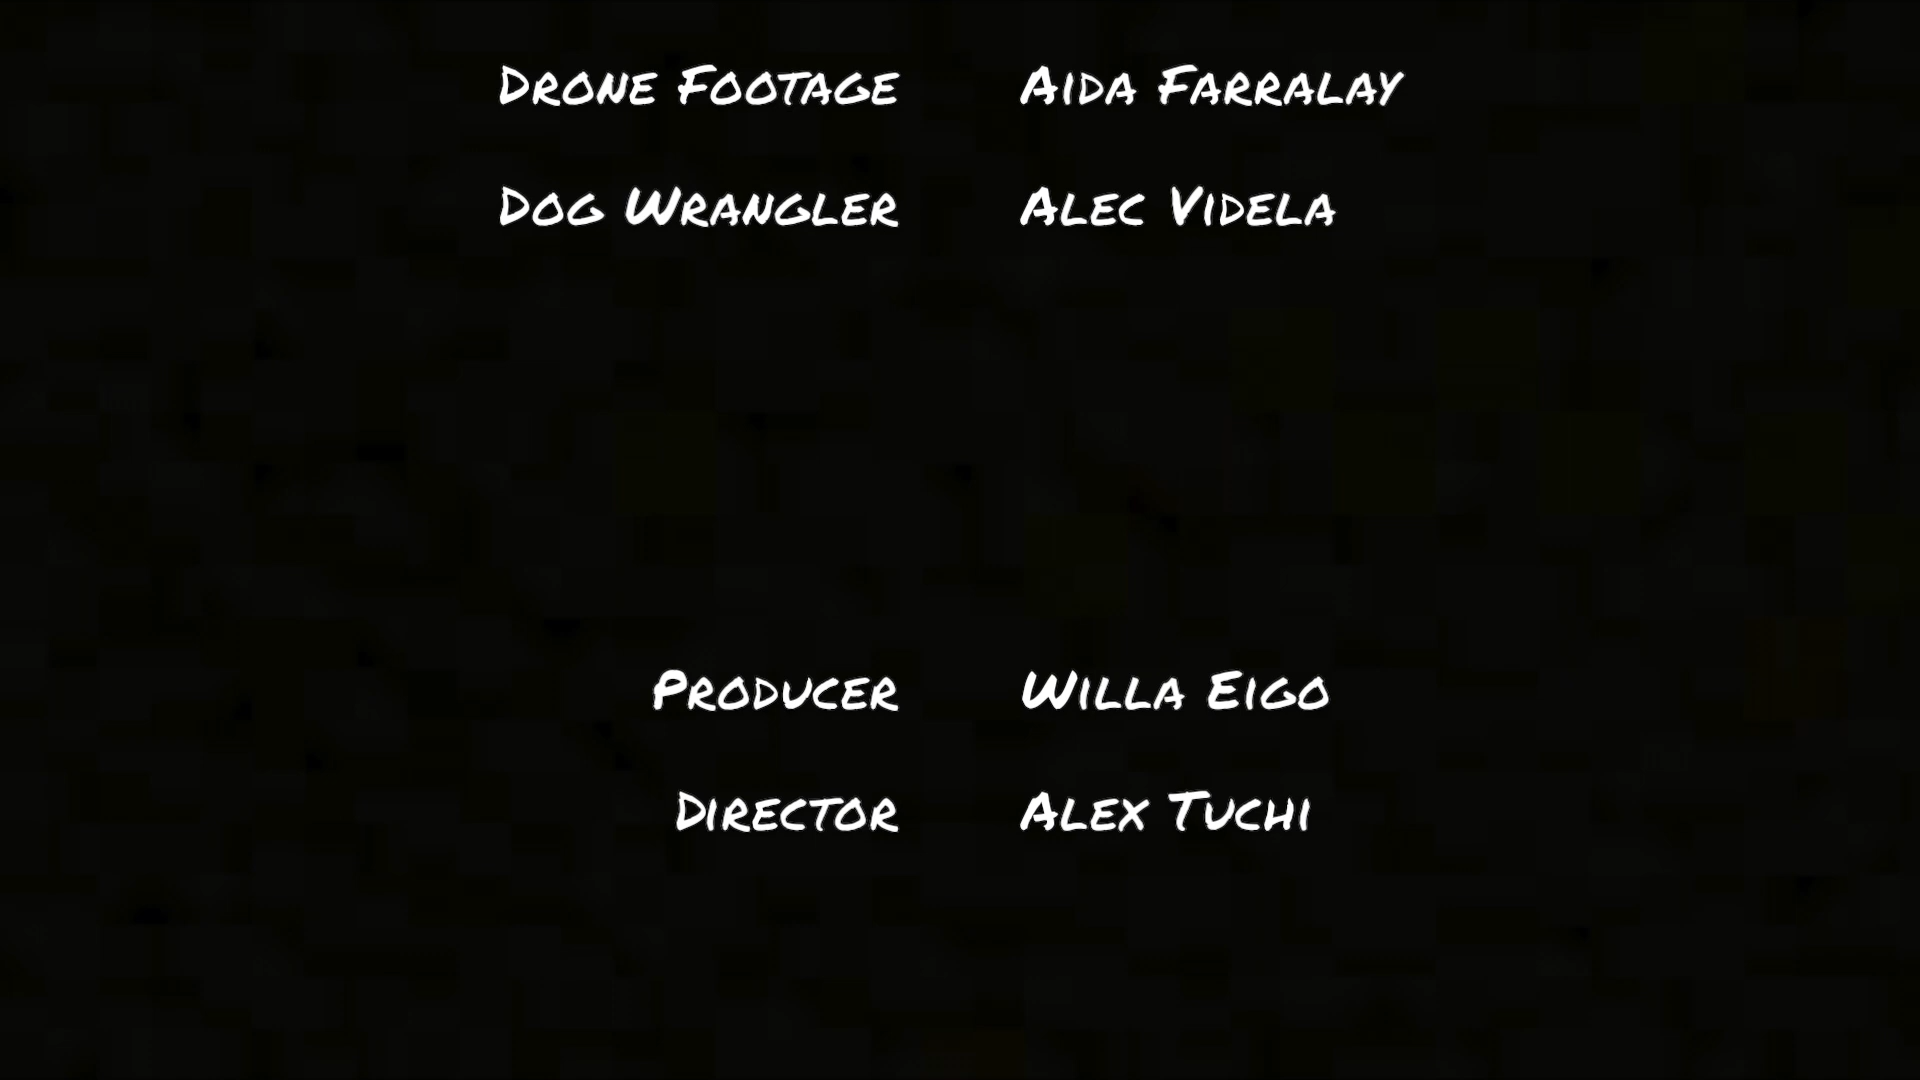 Drone Footage Aida Farralay
Dog Wrangler Alec Videla
Producer Willa Eigo
Director Alex Tuchi